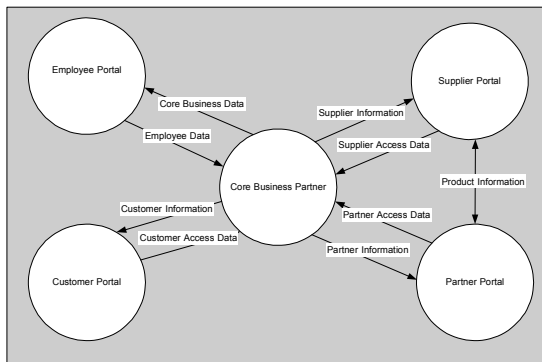 Employee Portal
Supplier Portal
Core Business Data
Supplier Information
Employee Data
Supplier Access Data
Product Information
Core Business Partner
Customer Information
Partner Access Data
Customer Access Data
Partner Information
Customer Portal
Partner Portal